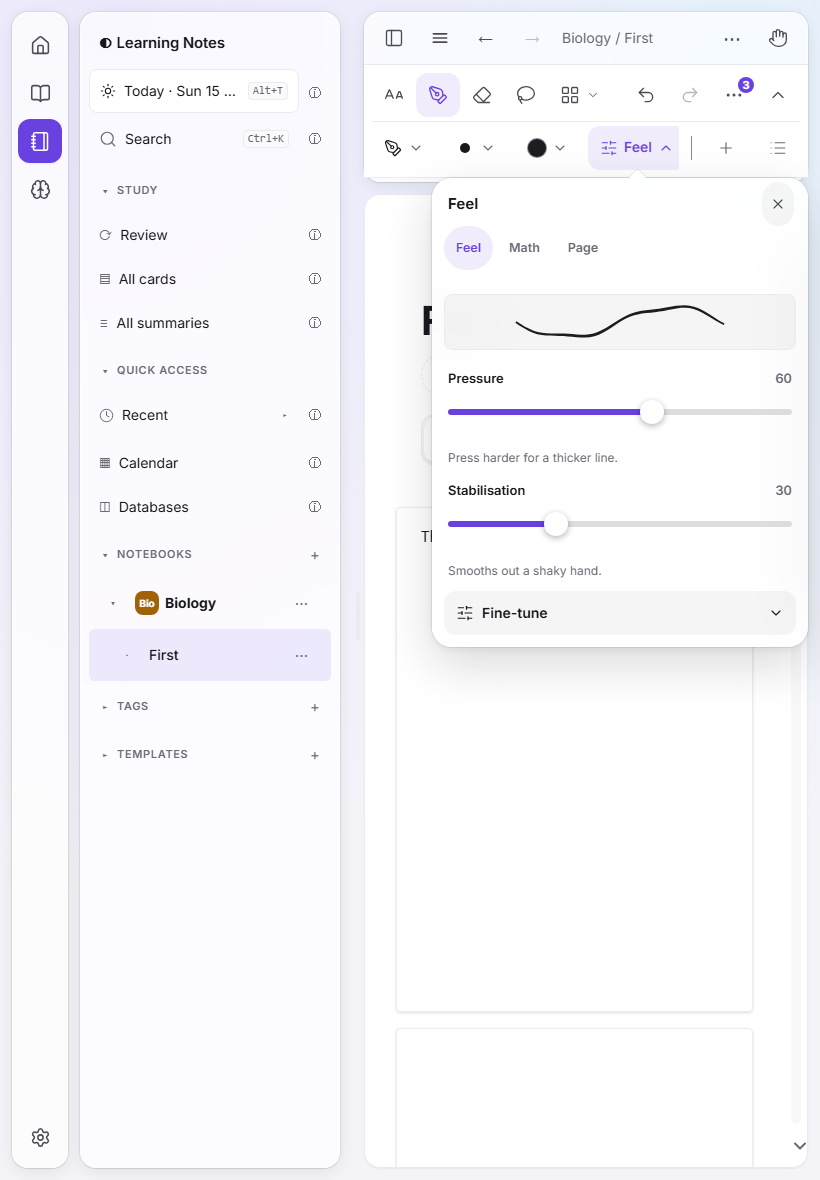 Learning Notes
Today · Sun 15 ... Alt+T
Search Ctrl+K
STUDY
Review
All cards
All summaries
QUICK ACCESS
Recent
Calendar
Databases
NOTEBOOKS
Bio Biology
First
TAGS
TEMPLATES
Biology / First
AA
3
Feel
Feel
Feel Math Page
Pressure 60
Press harder for a thicker line.
Stabilisation 30
Smooths out a shaky hand.
Fine-tune